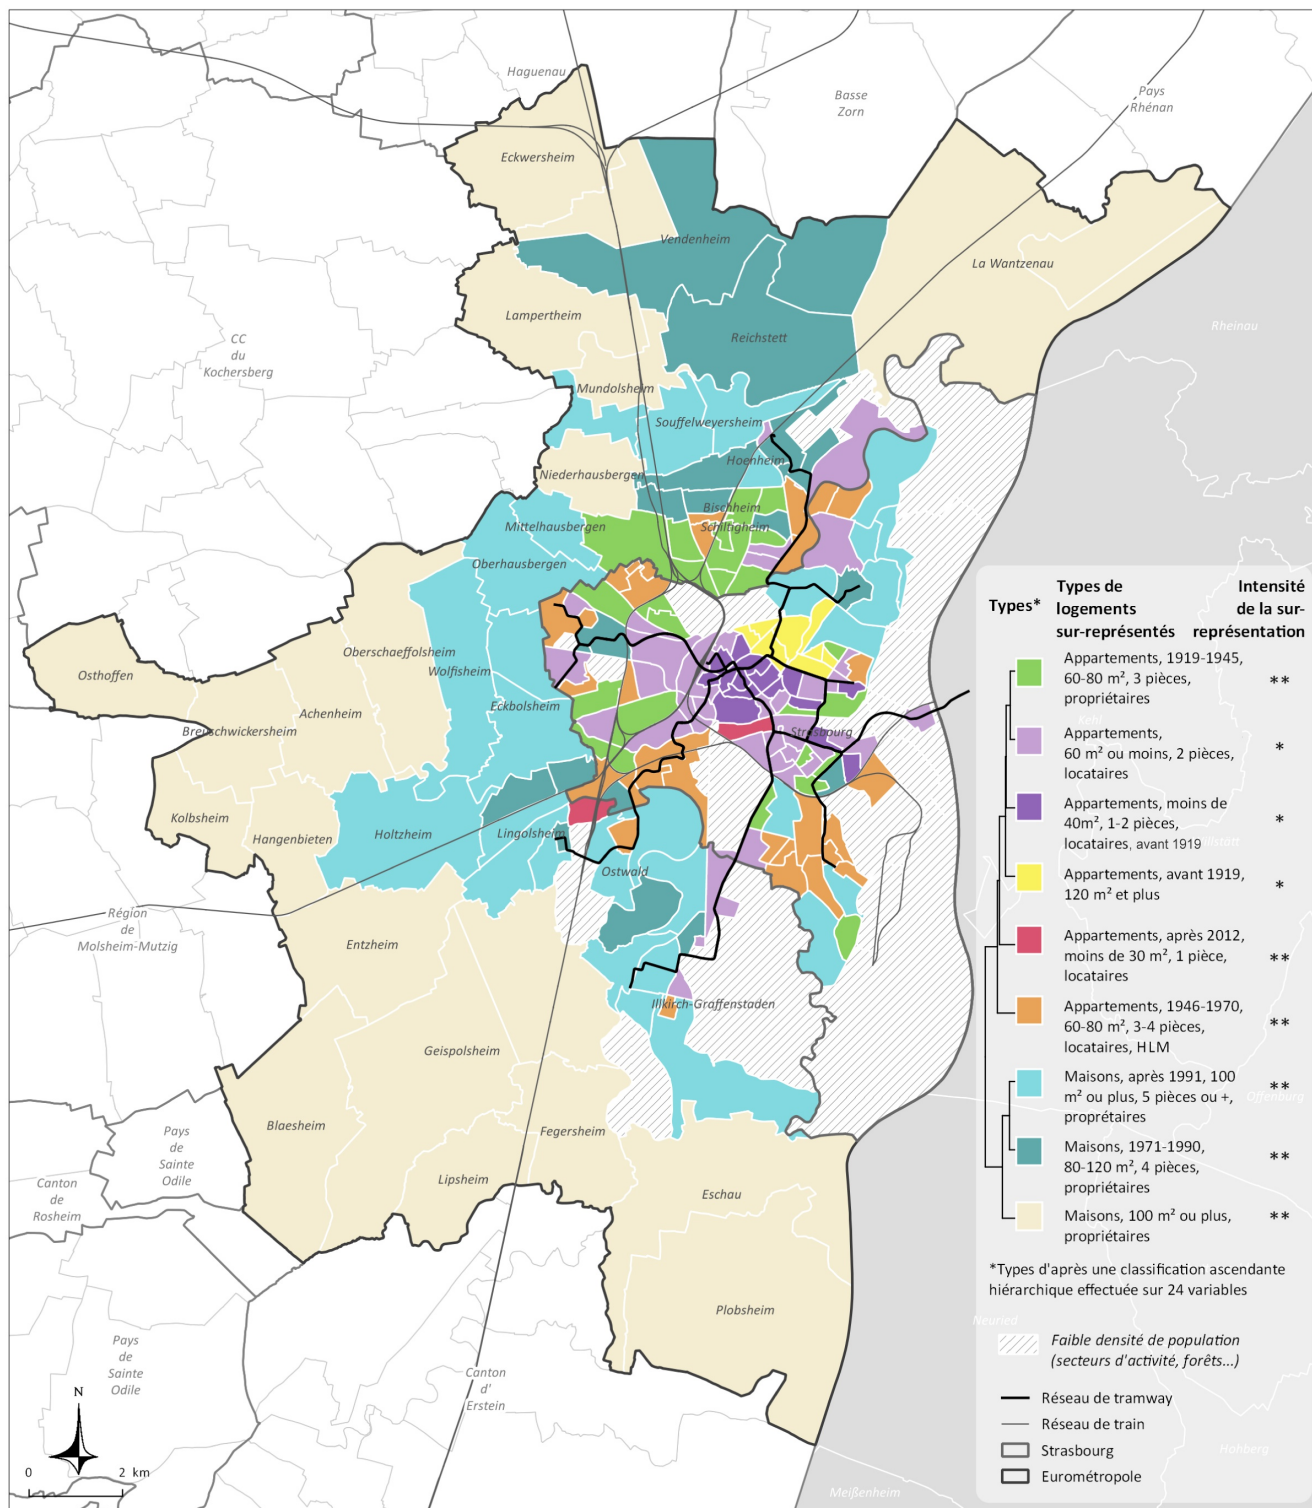 Haguenau
Basse
Zorn
Pays
Rhénan
Eckwersheim
Vendenheim
La Wantzenau
Lampertheim
Rheinau
Reichstett
CC
du
Kochersberg
Mundolsheim
Souffelweyersheim
Hoenheim
Niederhausbergen
Bischheim
Mittelhausbergen
Schiltigheim
Oberhausbergen
Oberschaeffolsheim
Wolfisheim
Osthoffen
Eckbolsheim
Achenheim
Breuschwickersheim
Strasbourg
Kolbsheim
Hangenbieten
Holtzheim
Lingolsheim
Ostwald
Région
de
Molsheim-Mutzig
Entzheim
Illkirch-Graffenstaden
Geispolsheim
Blaesheim
Fegersheim
Pays
de
Sainte
Odile
Canton
de
Rosheim
Lipsheim
Eschau
Plobsheim
Pays
de
Sainte
Odile
Canton
d'
Erstein
Meißenheim
N
0 2 km
Types*
Types de
logements
sur-représentés
Intensité
de la sur-
représentation
Appartements, 1919-1945,
60-80 m², 3 pièces,
propriétaires
**
Appartements,
60 m² ou moins, 2 pièces,
locataires
*
Kehl
Appartements, moins de
40m², 1-2 pièces,
locataires, avant 1919
*
Appartements, avant 1919,
120 m² et plus
*
Appartements, après 2012,
moins de 30 m², 1 pièce,
locataires
**
Appartements, 1946-1970,
60-80 m², 3-4 pièces,
locataires, HLM
**
Maisons, après 1991, 100
m² ou plus, 5 pièces ou +,
proprétaires
**
Offenburg
Maisons, 1971-1990,
80-120 m², 4 pièces,
propriétaires
**
Maisons, 100 m² ou plus,
propriétaires
**
*Types d'après une classification ascendante
hiérarchique effectuée sur 24 variables
Neuried
Faible densité de population
(secteurs d'activité, forêts...)
Réseau de tramway
Réseau de train
Strasbourg
Hohberg
Eurométropole